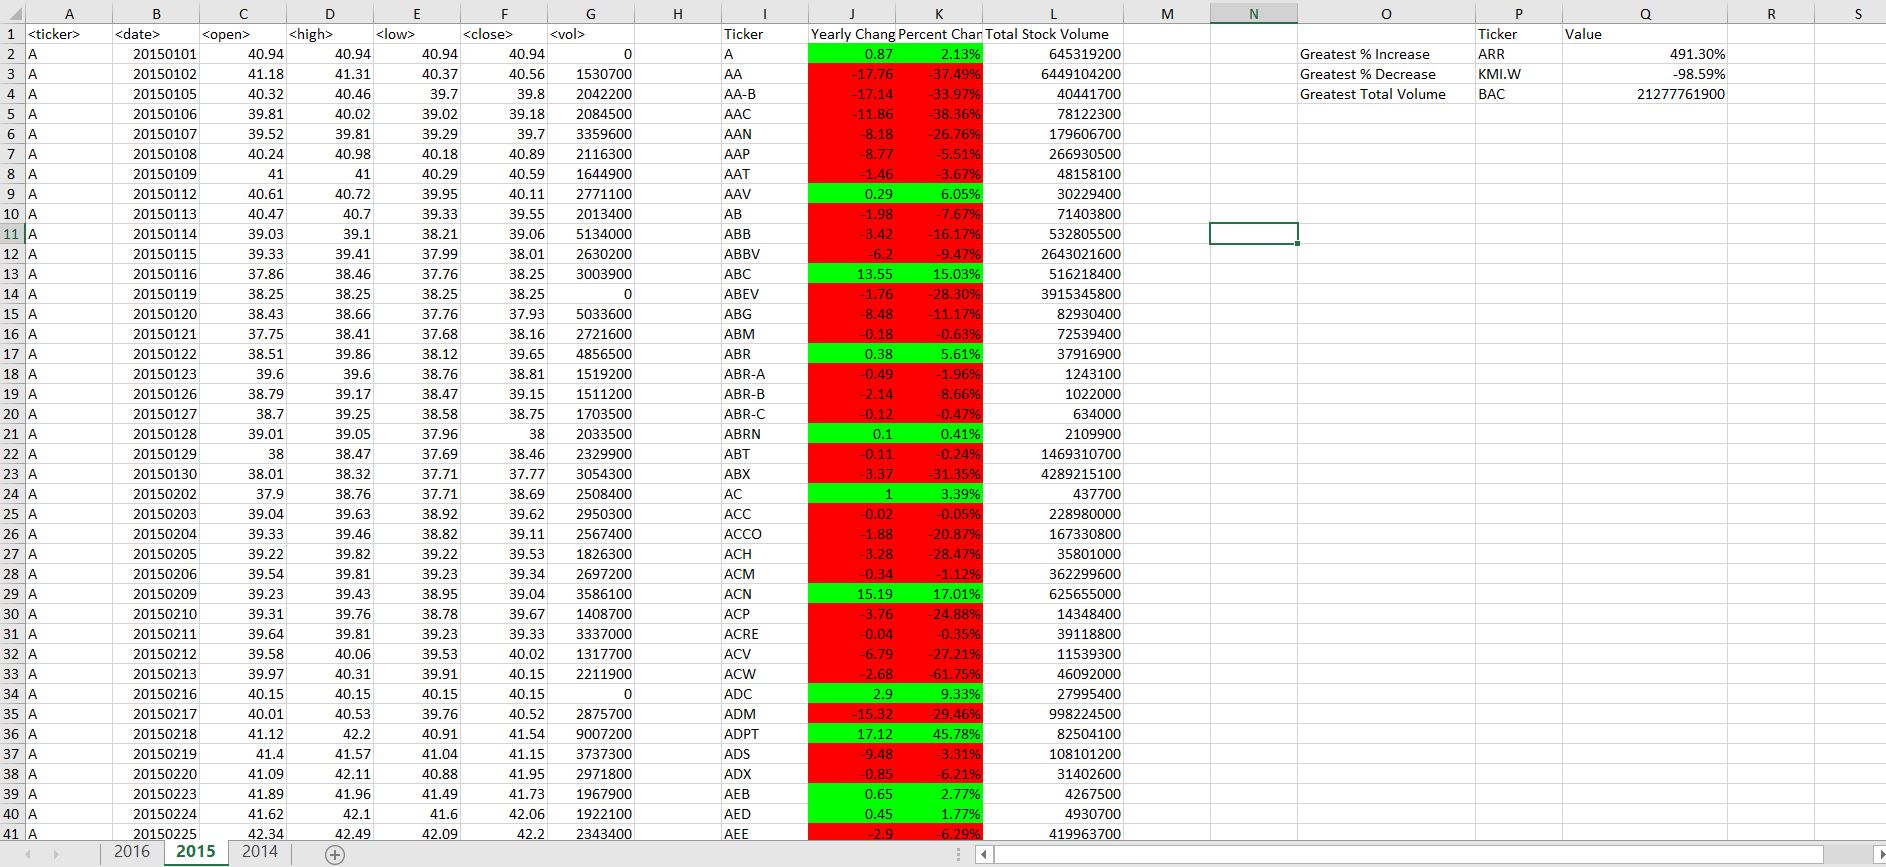 A B C D E F G H I J K L M N O P Q R S
1 <ticker> <date> <open> <high> <low> <close> <vol> Ticker Yearly Chang Percent Chan Total Stock Volume Ticker Value
2 A 20150101 40.94 40.94 40.94 40.94 0 A 0.87 2.13% 645319200 Greatest % Increase ARR 491.30%
3 A 20150102 41.18 41.31 40.37 40.56 1530700 AA -17.76 -37.49% 6449104200 Greatest % Decrease KMI.W -98.59%
4 A 20150105 40.32 40.46 39.7 39.8 2042200 AA-B -17.14 -33.97% 40441700 Greatest Total Volume BAC 21277761900
5 A 20150106 39.81 40.02 39.02 39.18 2084500 AAC -11.86 -38.36% 78122300
6 A 20150107 39.52 39.81 39.29 39.7 3359600 AAN -8.18 -26.76% 179606700
7 A 20150108 40.24 40.98 40.18 40.89 2116300 AAP -8.77 -5.51% 266930500
8 A 20150109 41 41 40.29 40.59 1644900 AAT -1.46 -3.67% 48158100
9 A 20150112 40.61 40.72 39.95 40.11 2771100 AAV 0.29 6.05% 30229400
10 A 20150113 40.47 40.7 39.33 39.55 2013400 AB -1.98 -7.67% 71403800
11 A 20150114 39.03 39.1 38.21 39.06 5134000 ABB -3.42 -16.17% 532805500
12 A 20150115 39.33 39.41 37.99 38.01 2630200 ABBV -6.2 -9.47% 2643021600
13 A 20150116 37.86 38.46 37.76 38.25 3003900 ABC 13.55 15.03% 516218400
14 A 20150119 38.25 38.25 38.25 38.25 0 ABEV -1.76 -28.30% 3915345800
15 A 20150120 38.43 38.66 37.76 37.93 5033600 ABG -8.48 -11.17% 82930400
16 A 20150121 37.75 38.41 37.68 38.16 2721600 ABM -0.18 -0.63% 72539400
17 A 20150122 38.51 39.86 38.12 39.65 4856500 ABR 0.38 5.61% 37916900
18 A 20150123 39.6 39.6 38.76 38.81 1519200 ABR-A -0.49 -1.96% 1243100
19 A 20150126 38.79 39.17 38.47 39.15 1511200 ABR-B -2.14 -8.66% 1022000
20 A 20150127 38.7 39.25 38.58 38.75 1703500 ABR-C -0.12 -0.47% 634000
21 A 20150128 39.01 39.05 37.96 38 2033500 ABRN 0.1 0.41% 2109900
22 A 20150129 38 38.47 37.69 38.46 2329900 ABT -0.11 -0.24% 1469310700
23 A 20150130 38.01 38.32 37.71 37.77 3054300 ABX -3.37 -31.35% 4289215100
24 A 20150202 37.9 38.76 37.71 38.69 2508400 AC 1 3.39% 437700
25 A 20150203 39.04 39.63 38.92 39.62 2950300 ACC -0.02 -0.05% 228980000
26 A 20150204 39.33 39.46 38.82 39.11 2567400 ACCO -1.88 -20.87% 167330800
27 A 20150205 39.22 39.82 39.22 39.53 1826300 ACH -3.28 -28.47% 35801000
28 A 20150206 39.54 39.81 39.23 39.34 2697200 ACM -0.34 -1.12% 362299600
29 A 20150209 39.23 39.43 38.95 39.04 3586100 ACN 15.19 17.01% 625655000
30 A 20150210 39.31 39.76 38.78 39.67 1408700 ACP -3.76 -24.88% 14348400
31 A 20150211 39.64 39.81 39.23 39.33 3337000 ACRE -0.04 -0.35% 39118800
32 A 20150212 39.58 40.06 39.53 40.02 1317700 ACV -6.79 -27.21% 11539300
33 A 20150213 39.97 40.31 39.91 40.15 2211900 ACW -2.68 -61.75% 46092000
34 A 20150216 40.15 40.15 40.15 40.15 0 ADC 2.9 9.33% 27995400
35 A 20150217 40.01 40.53 39.76 40.52 2875700 ADM -15.32 -29.46% 998224500
36 A 20150218 41.12 42.2 40.91 41.54 9007200 ADPT 17.12 45.78% 82504100
37 A 20150219 41.4 41.57 41.04 41.15 3737300 ADS -9.48 -3.31% 108101200
38 A 20150220 41.09 42.11 40.88 41.95 2971800 ADX -0.85 -6.21% 31402600
39 A 20150223 41.89 41.96 41.49 41.73 1967900 AEB 0.65 2.77% 4267500
40 A 20150224 41.62 42.1 41.6 42.06 1922100 AED 0.45 1.77% 4930700
41 A 20150225 42.34 42.49 42.09 42.2 2343400 AEE -2.9 -6.29% 419963700
2016 2015 2014